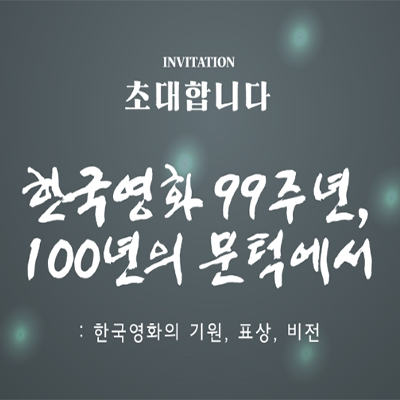 INVITATION
초대합니다
한국영화 99주년,
100년의 문턱에서
: 한국영화의 기원, 표상, 비전